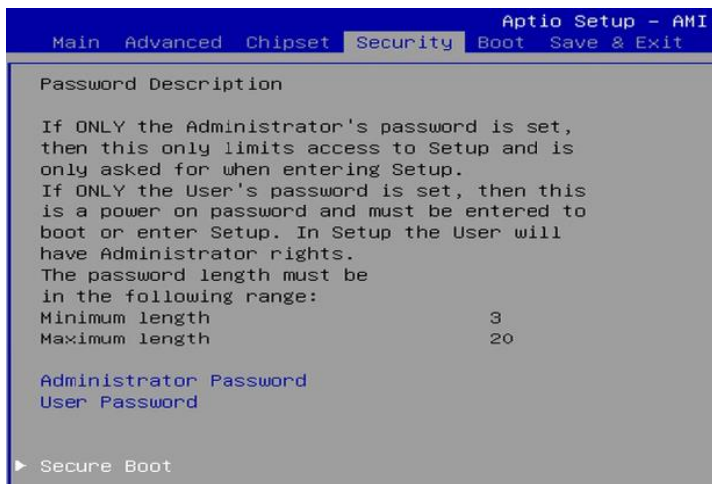 Aptio Setup – AMI
Main Advanced Chipset Security Boot Save & Exit
Password Description
If ONLY the Administrator's password is set,
then this only limits access to Setup and is
only asked for when entering Setup.
If ONLY the User's password is set, then this
is a power on password and must be entered to
boot or enter Setup. In Setup the User will
have Administrator rights.
The password length must be
in the following range:
Minimum length 3
Maximum length 20
Administrator Password
User Password
Secure Boot